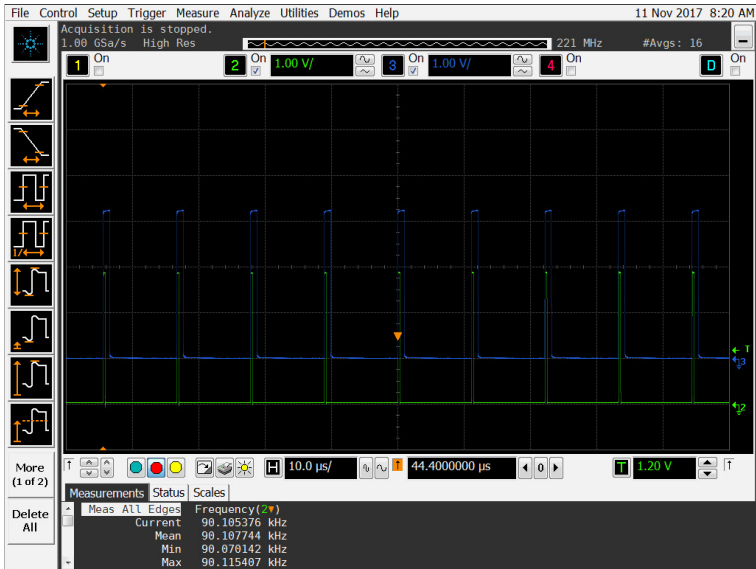 File Control Setup Trigger Measure Analyze Utilities Demos Help 11 Nov 2017 8:20 AM
Acquisition is stopped.
1.00 GSa/s High Res 221 MHz #Avgs: 16
1 On 2 On 1.00 V/ 3 On 1.00 V/ 4 On D On
1/
T
3
2
More
(1 of 2)
Delete
All
H 10.0 µs/ 44.4000000 µs 0 T 1.20 V
Measurements Status Scales
Meas All Edges Frequency(2▼)
Current 90.105376 kHz
Mean 90.107744 kHz
Min 90.070142 kHz
Max 90.115407 kHz